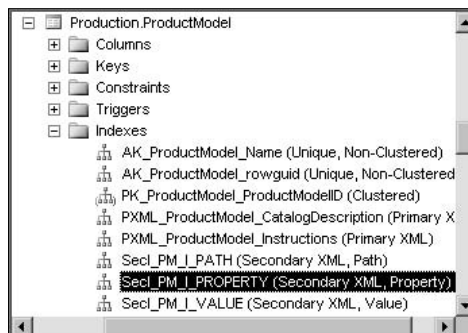 Production.ProductModel
Columns
Keys
Constraints
Triggers
Indexes
AK_ProductModel_Name (Unique, Non-Clustered)
AK_ProductModel_rowguid (Unique, Non-Clustered
PK_ProductModel_ProductModelID (Clustered)
PXML_ProductModel_CatalogDescription (Primary X
PXML_ProductModel_Instructions (Primary XML)
SecI_PM_I_PATH (Secondary XML, Path)
SecI_PM_I_PROPERTY (Secondary XML, Property)
SecI_PM_I_VALUE (Secondary XML, Value)